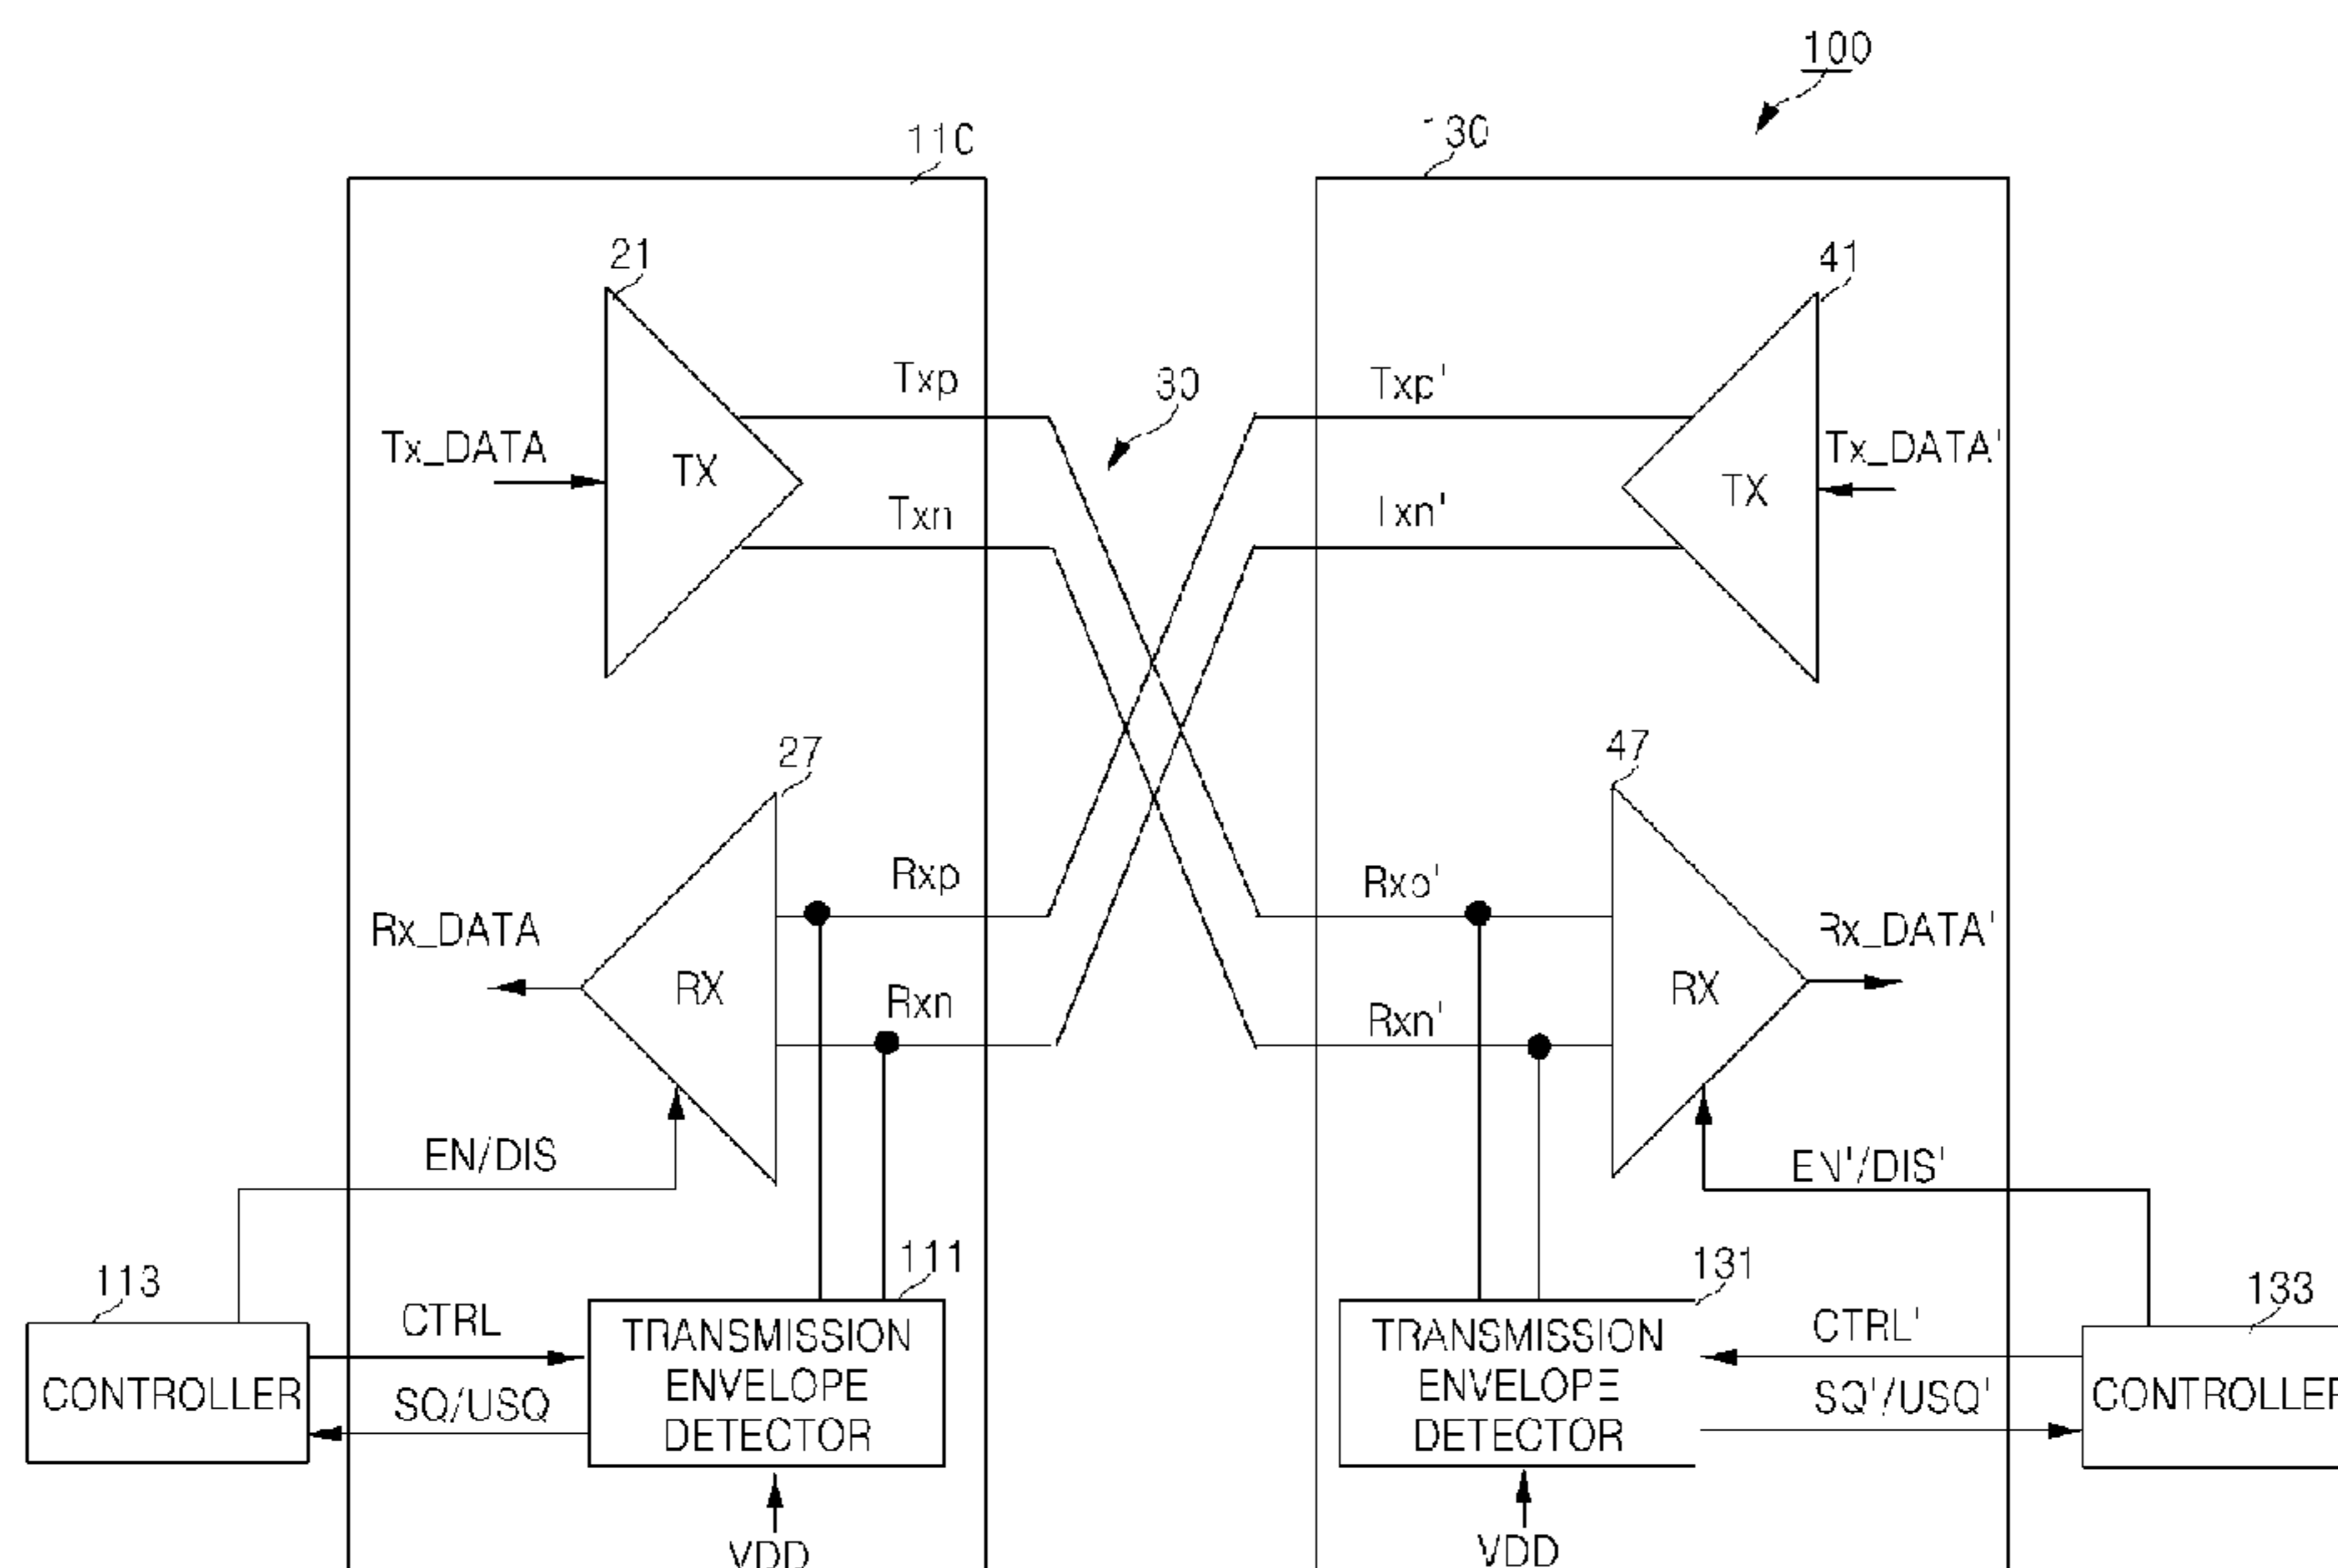 100
110
130
21
41
Txp
30
Txp'
Tx_DATA
TX
Txn
Txn'
TX
Tx_DATA'
27
47
Rxp
Rxp'
Rx_DATA
RX
Rxn
Rxn'
RX
Rx_DATA'
EN/DIS
EN'/DIS'
113
111
131
133
CTRL
CTRL'
CONTROLLER
SQ/USQ
TRANSMISSION
ENVELOPE
DETECTOR
TRANSMISSION
ENVELOPE
DETECTOR
SQ'/USQ'
CONTROLLER
VDD
VDD